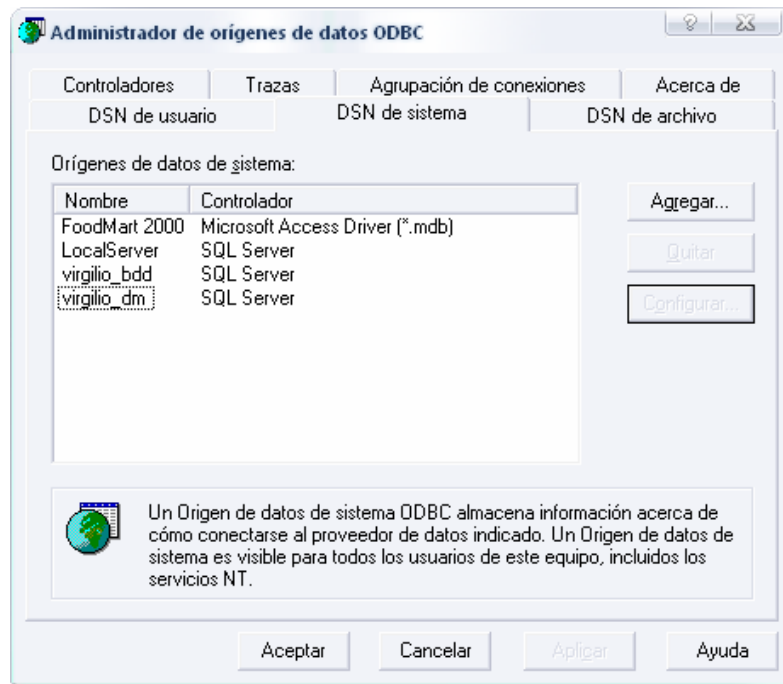 Administrador de orígenes de datos ODBC
Controladores Trazas Agrupación de conexiones Acerca de
DSN de usuario DSN de sistema DSN de archivo
Orígenes de datos de sistema:
Nombre Controlador
FoodMart 2000 Microsoft Access Driver (*.mdb)
LocalServer SQL Server
virgilio_bdd SQL Server
virgilio_dm SQL Server
Agregar...
Quitar
Configurar...
Un Origen de datos de sistema ODBC almacena información acerca de
cómo conectarse al proveedor de datos indicado. Un Origen de datos de
sistema es visible para todos los usuarios de este equipo, incluidos los
servicios NT.
Aceptar Cancelar Aplicar Ayuda